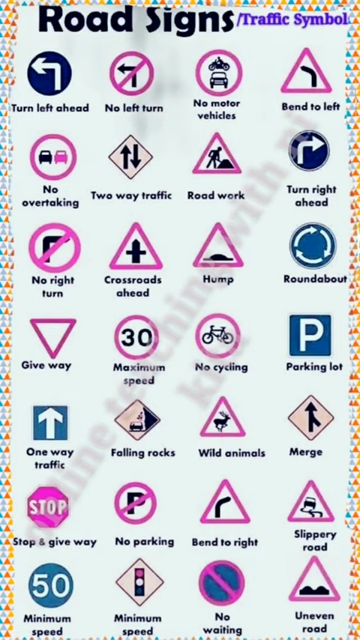 Road Signs/Traffic Symbol
Turn left ahead
No left turn
No motor
vehicles
Bend to left
No
overtaking
Two way traffic
Road work
Turn right
ahead
No right
turn
Crossroads
ahead
Hump
Roundabout
Give way
30
Maximum
speed
No cycling
P
Parking lot
One way
traffic
Falling rocks
Wild animals
Merge
STOP
Stop & give way
P
No parking
Bend to right
Slippery
road
50
Minimum
speed
Minimum
speed
No
waiting
Uneven
road
online teaching with